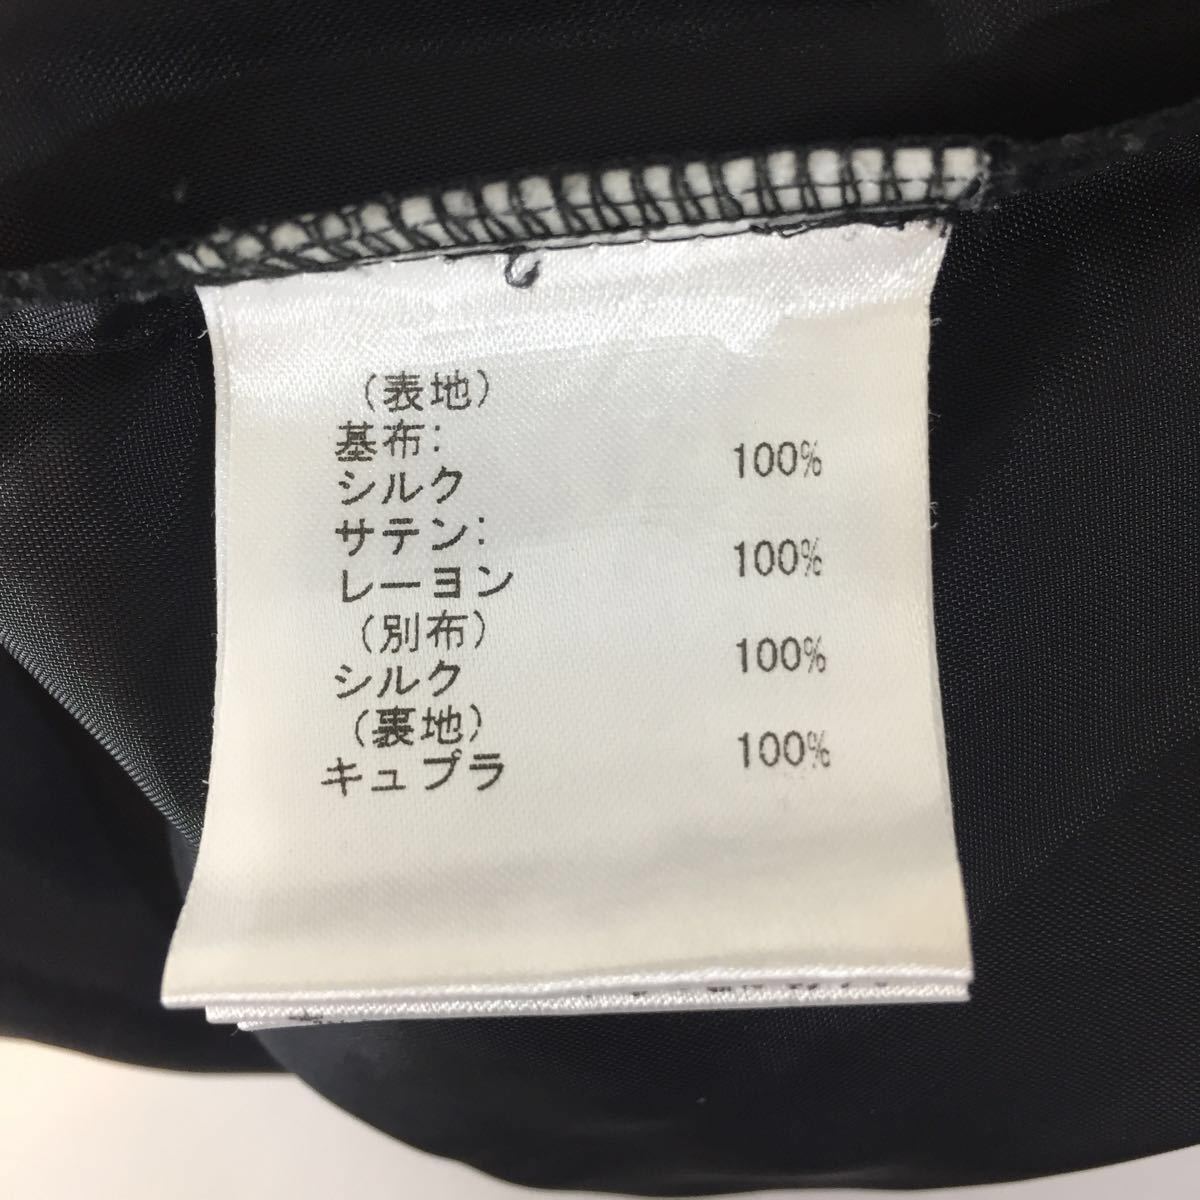 (表地)
基布:
シルク 100%
サテン:
レーヨン 100%
(別布)
シルク 100%
(裏地)
キュプラ 100%